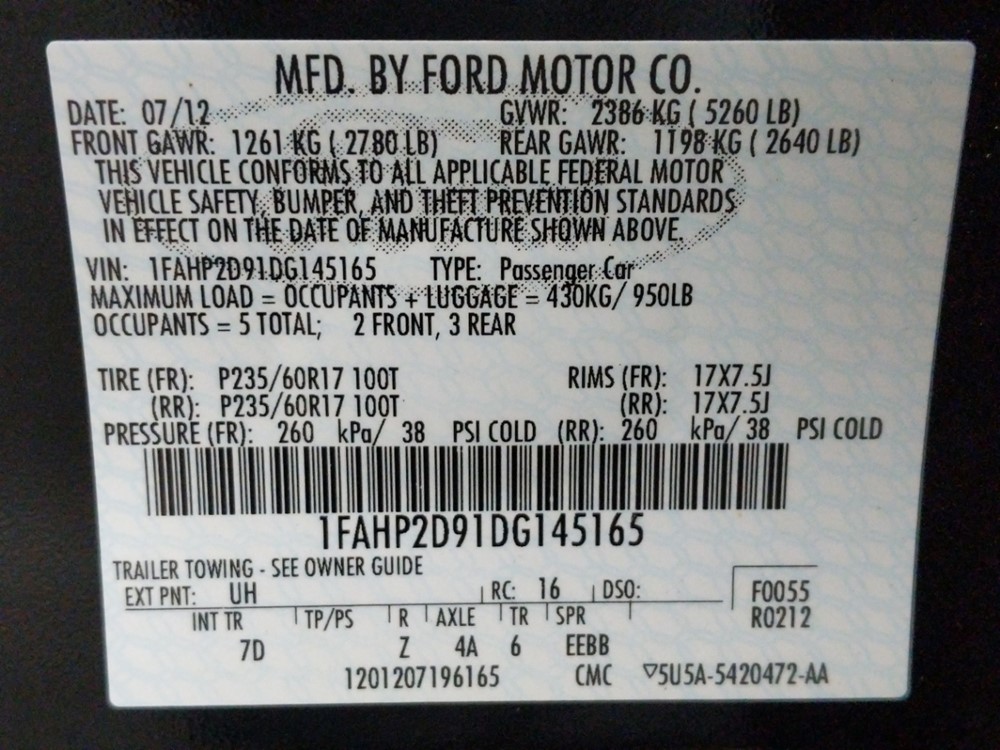 MFD. BY FORD MOTOR CO.
DATE: 07/12 GVWR: 2386 KG ( 5260 LB)
FRONT GAWR: 1261 KG ( 2780 LB) REAR GAWR: 1198 KG ( 2640 LB)
THIS VEHICLE CONFORMS TO ALL APPLICABLE FEDERAL MOTOR
VEHICLE SAFETY, BUMPER, AND THEFT PREVENTION STANDARDS
IN EFFECT ON THE DATE OF MANUFACTURE SHOWN ABOVE.
VIN: 1FAHP2D91DG145165 TYPE: Passenger Car
MAXIMUM LOAD = OCCUPANTS + LUGGAGE = 430KG/ 950LB
OCCUPANTS = 5 TOTAL; 2 FRONT, 3 REAR
TIRE (FR): P235/60R17 100T RIMS (FR): 17X7.5J
(RR): P235/60R17 100T (RR): 17X7.5J
PRESSURE (FR): 260 kPa/ 38 PSI COLD (RR): 260 kPa/ 38 PSI COLD
1FAHP2D91DG145165
TRAILER TOWING - SEE OWNER GUIDE
EXT PNT: UH RC: 16 DSO: F0055
INT TR TP/PS R AXLE TR SPR R0212
7D Z 4A 6 EEBB
1201207196165 CMC ▽5U5A-5420472-AA